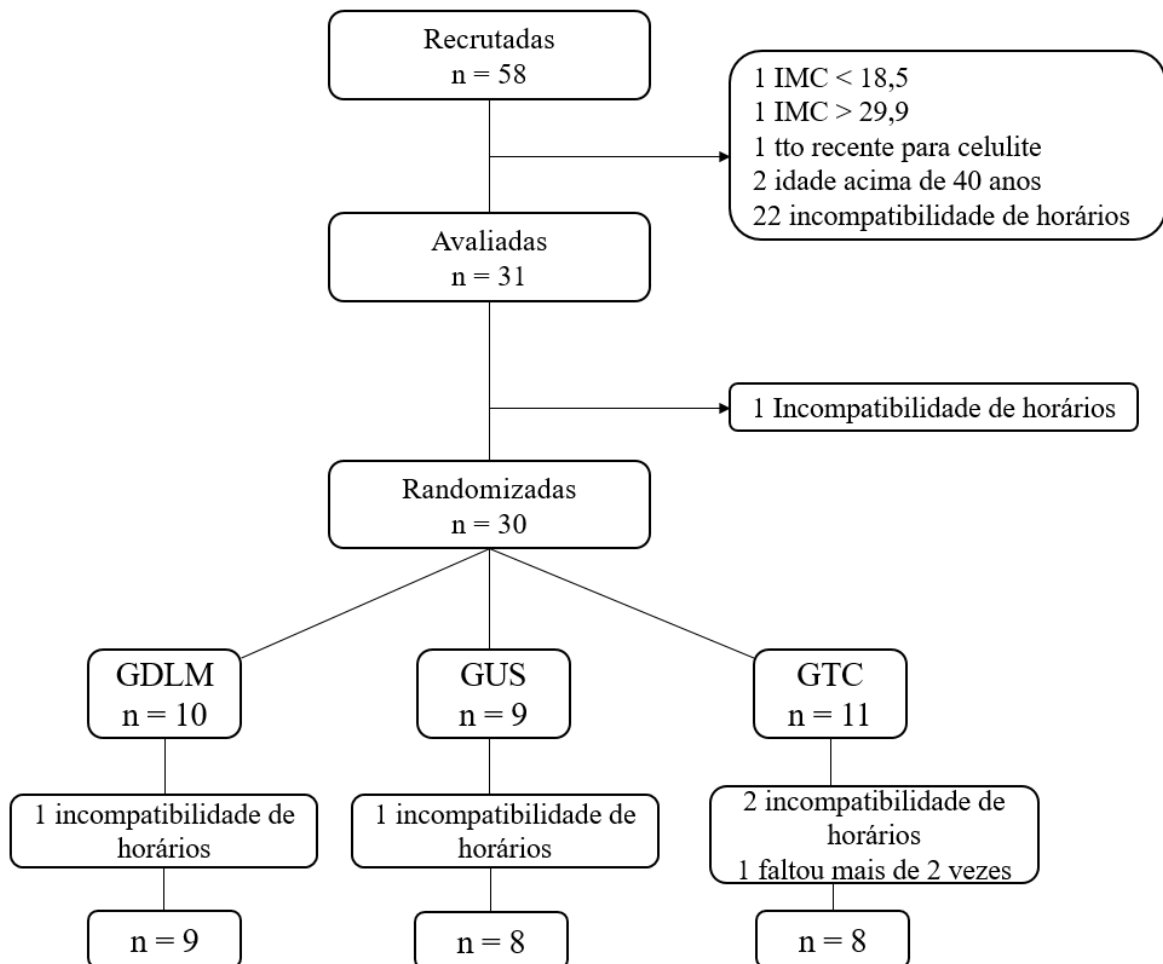 Recrutadas
n = 58
1 IMC < 18,5
1 IMC > 29,9
1 tto recente para celulite
2 idade acima de 40 anos
22 incompatibilidade de horários
Avaliadas
n = 31
1 Incompatibilidade de horários
Randomizadas
n = 30
GDLM
n = 10
GUS
n = 9
GTC
n = 11
1 incompatibilidade de
horários
1 incompatibilidade de
horários
2 incompatibilidade de
horários
1 faltou mais de 2 vezes
n = 9
n = 8
n = 8